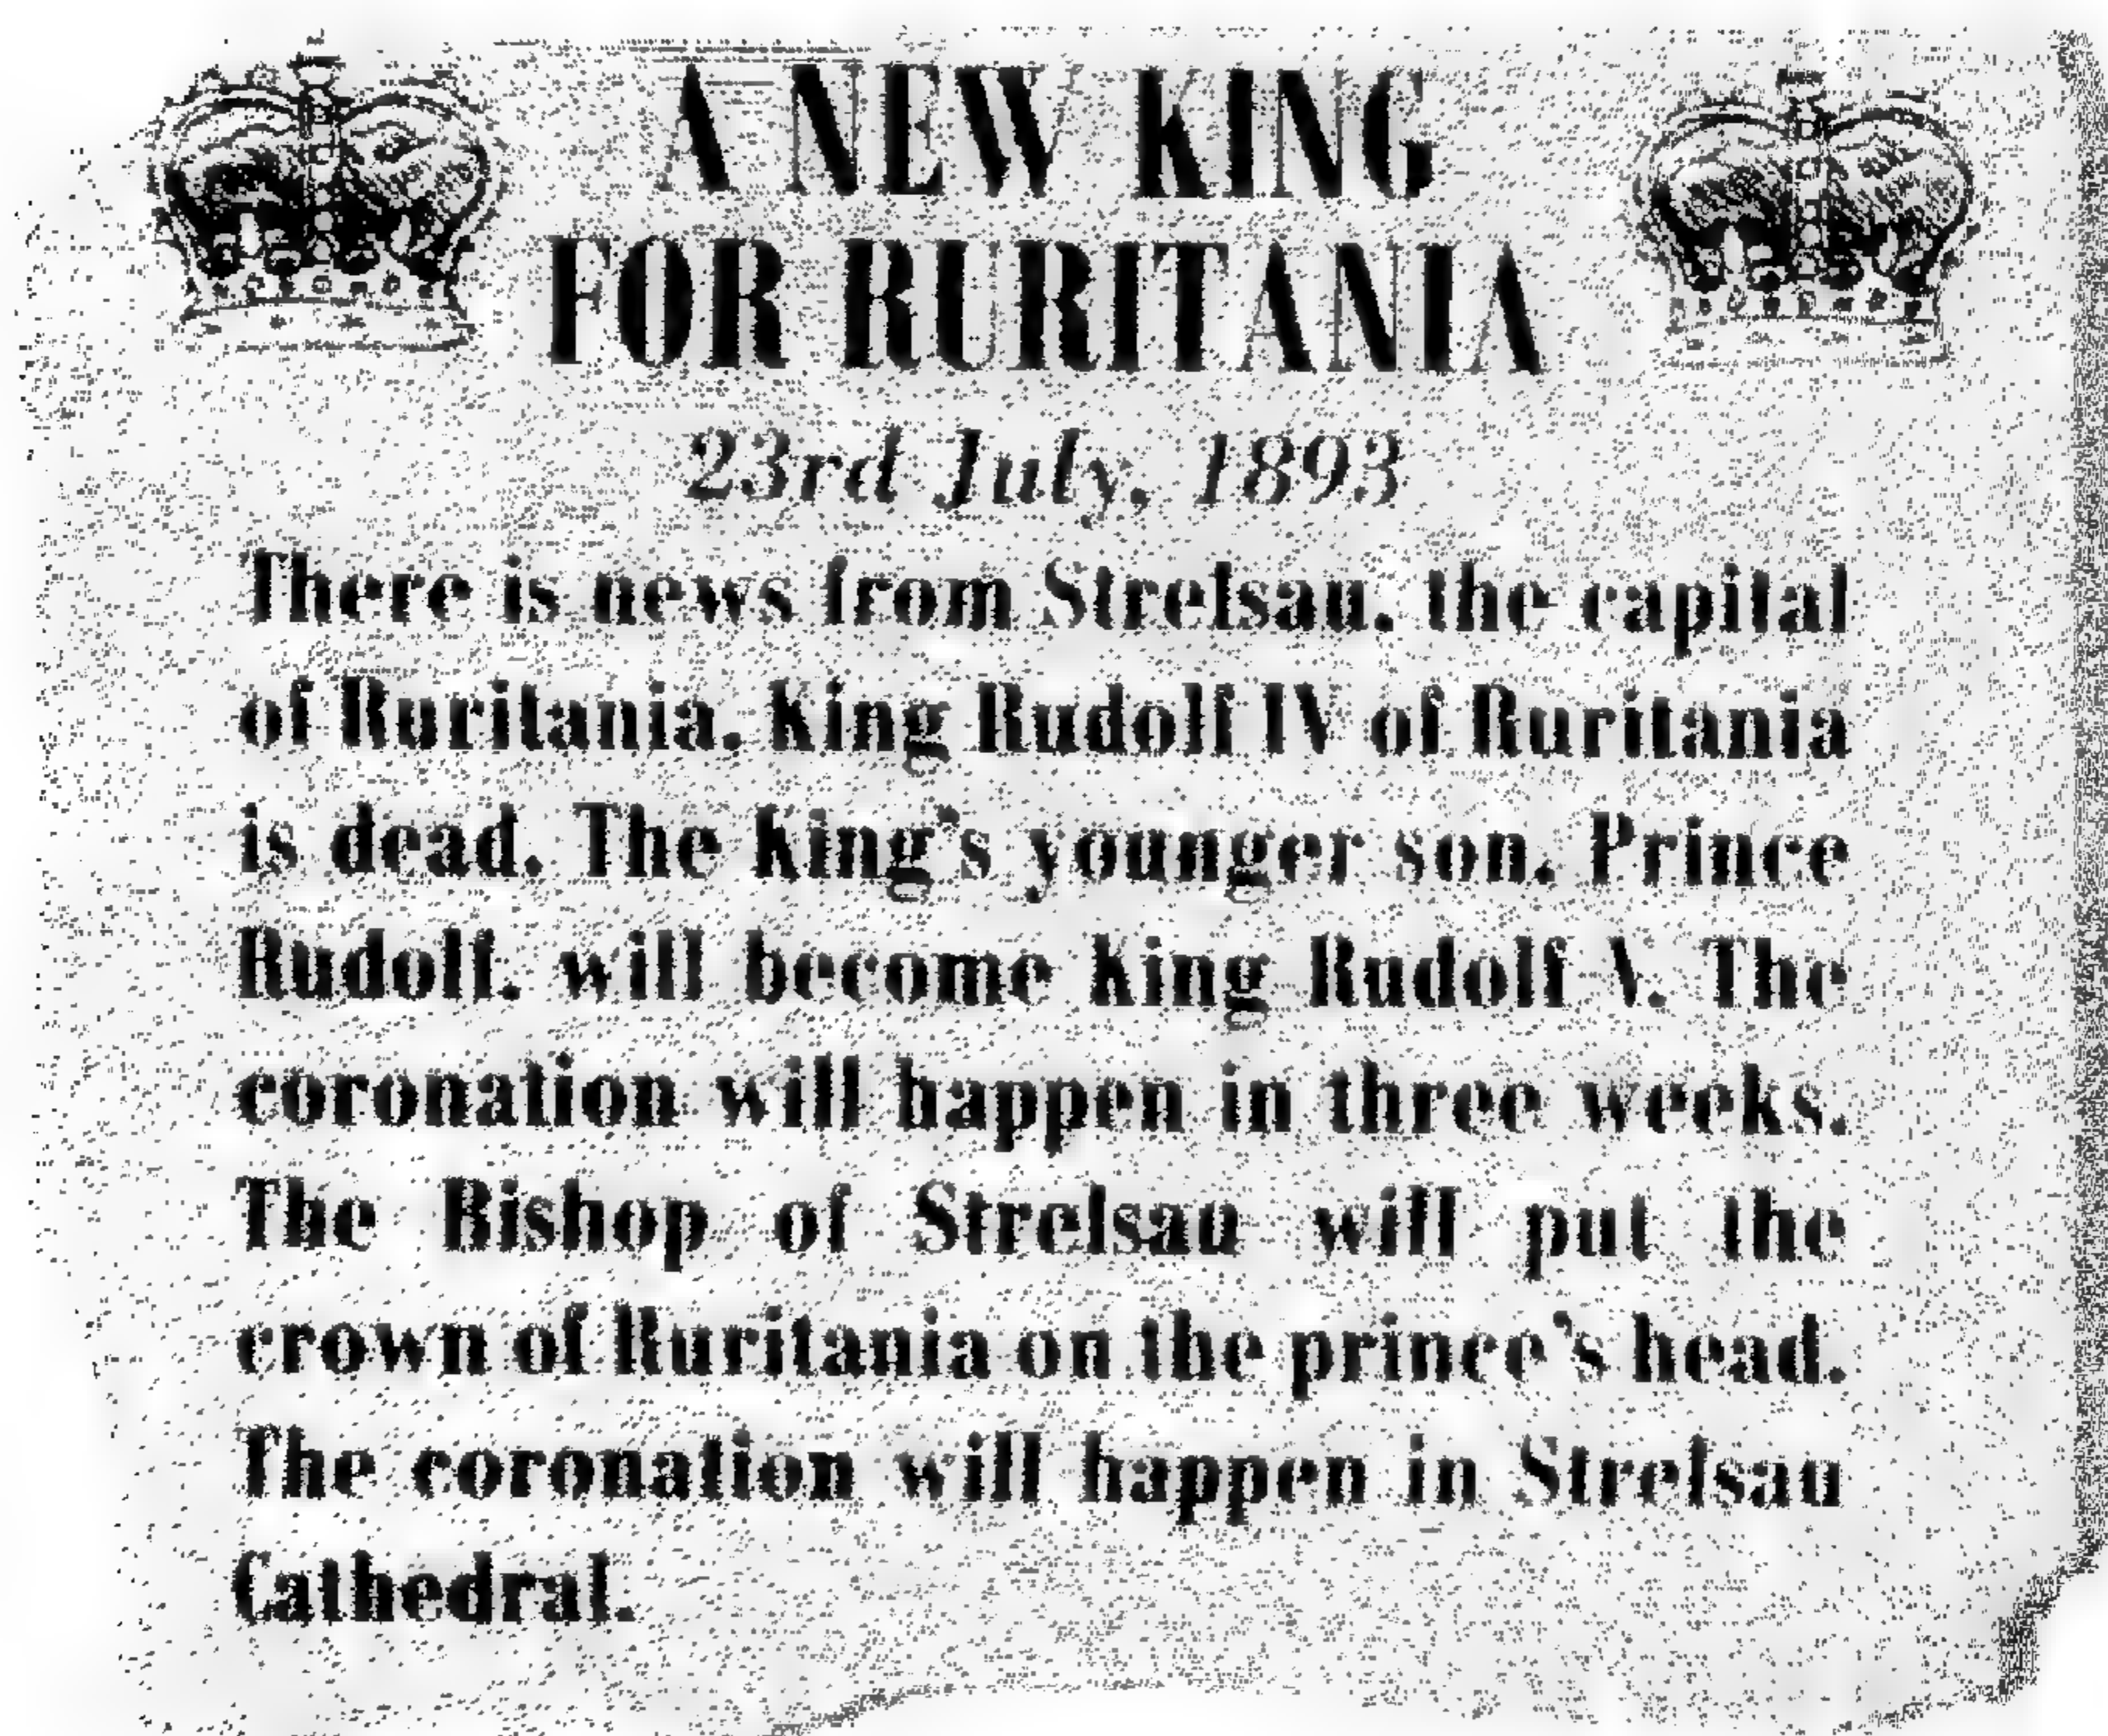 A NEW KING
FOR RURITANIA
23rd July, 1893
There is news from Strelsau, the capital
of Ruritania. King Rudolf IV of Ruritania
is dead. The King's younger son, Prince
Rudolf, will become King Rudolf V. The
coronation will happen in three weeks.
The Bishop of Strelsau will put the
crown of Ruritania on the prince's head.
The coronation will happen in Strelsau
Cathedral.